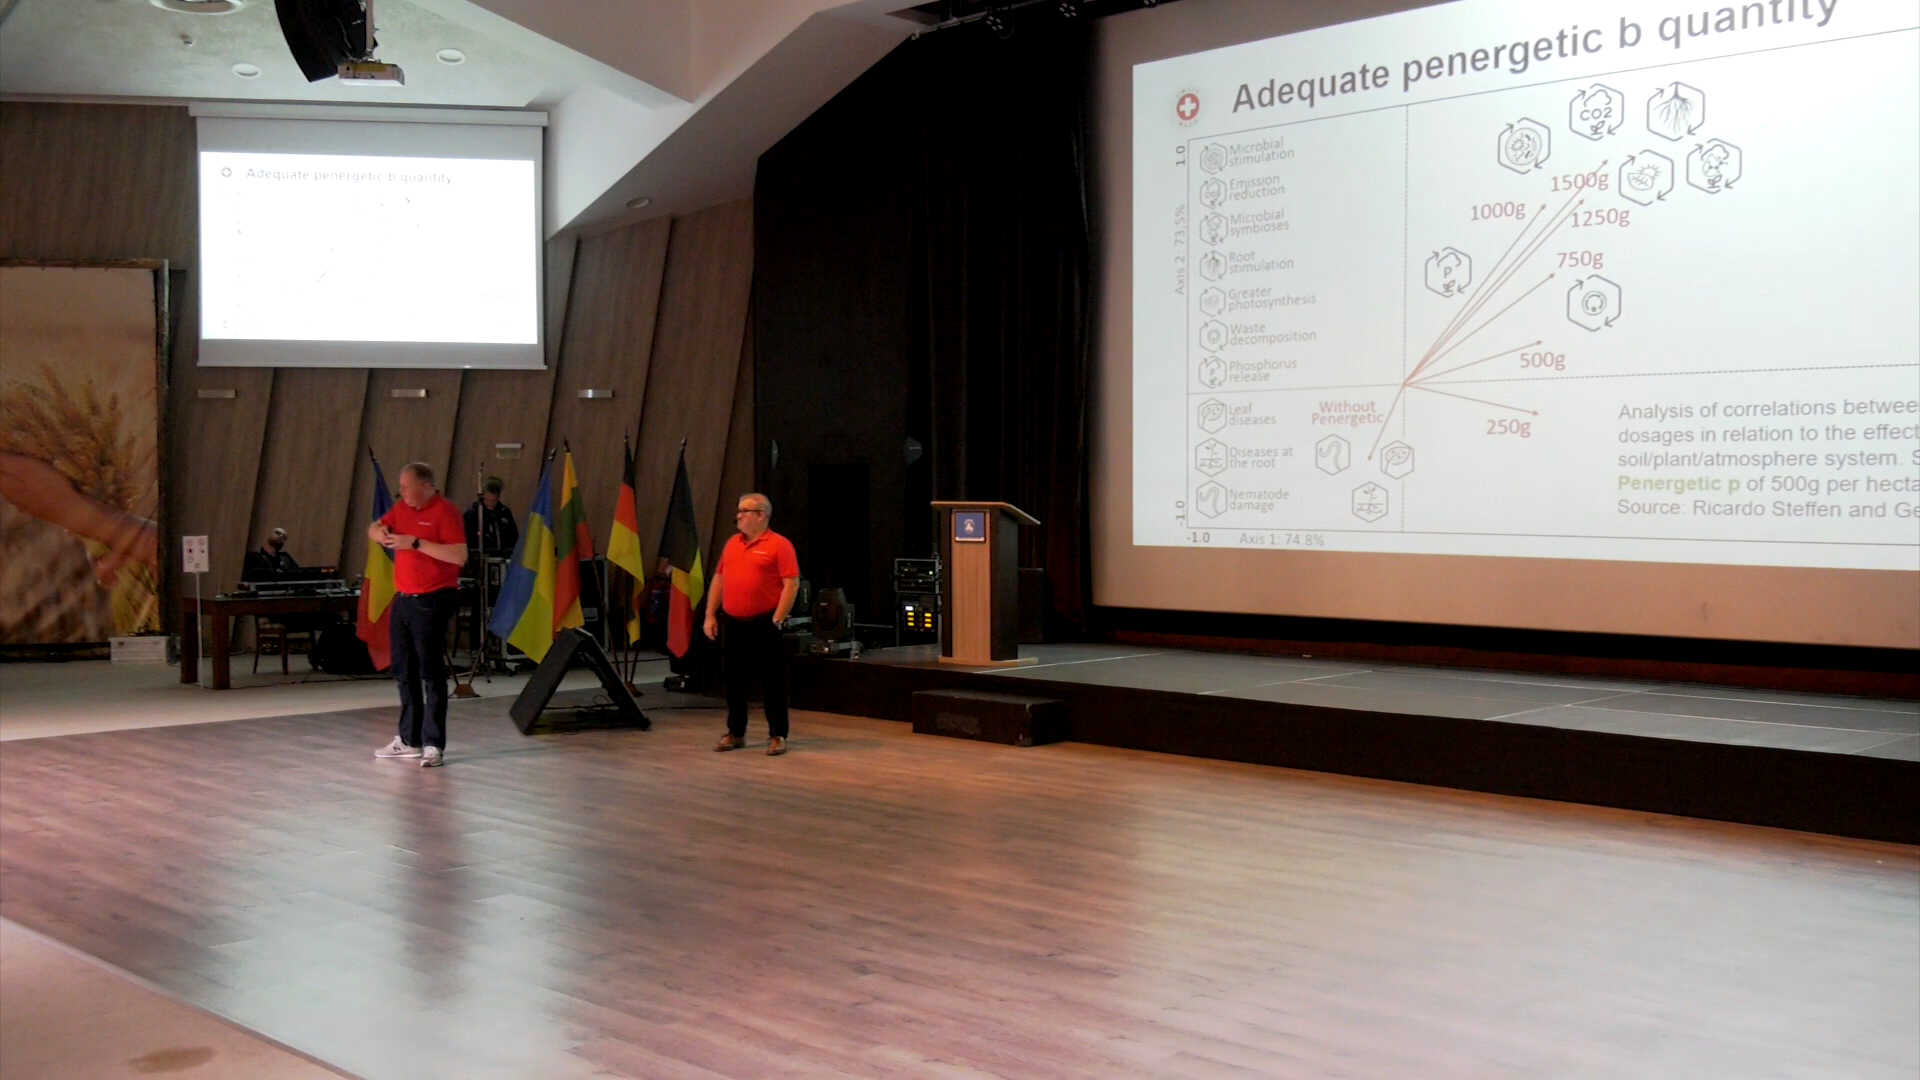 Adequate penergetic b quantity
Adequate penergetic b quantity
1.0
Axis 2: 73,5%
-1.0
Microbial
stimulation
Emission
reduction
Microbial
symbioses
Root
stimulation
Greater
photosynthesis
Waste
decomposition
Phosphorus
release
Leaf
diseases
Diseases at
the root
Nematode
damage
-1.0
Axis 1: 74.8%
CO2
P
1500g
1000g
1250g
750g
500g
250g
Without
Penergetic
Analysis of correlations betwee
dosages in relation to the effect
soil/plant/atmosphere system. S
Penergetic p of 500g per hecta
Source: Ricardo Steffen and Ge